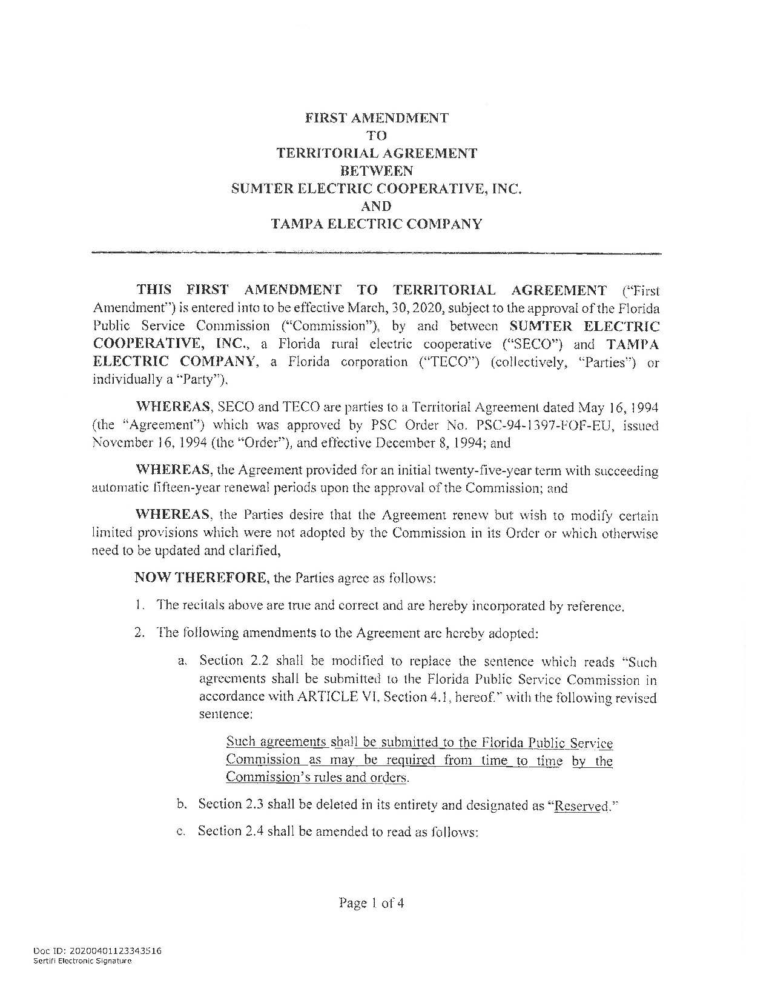 FIRST AMENDMENT
TO
TERRITORIAL AGREEMENT
BETWEEN
SUMTER ELECTRIC COOPERATIVE, INC.
AND
TAMPA ELECTRIC COMPANY
THIS FIRST AMENDMENT TO TERRITORIAL AGREEMENT (“First
Amendment”) is entered into to be effective March, 30, 2020, subject to the approval of the Florida
Public Service Commission (“Commission”), by and between SUMTER ELECTRIC
COOPERATIVE, INC., a Florida rural electric cooperative (“SECO”) and TAMPA
ELECTRIC COMPANY, a Florida corporation (“TECO”) (collectively, “Parties”) or
individually a “Party”).
WHEREAS, SECO and TECO are parties to a Territorial Agreement dated May 16, 1994
(the “Agreement”) which was approved by PSC Order No. PSC-94-1397-FOF-EU, issued
November 16, 1994 (the “Order”), and effective December 8, 1994; and
WHEREAS, the Agreement provided for an initial twenty-five-year term with succeeding
automatic fifteen-year renewal periods upon the approval of the Commission; and
WHEREAS, the Parties desire that the Agreement renew but wish to modify certain
limited provisions which were not adopted by the Commission in its Order or which otherwise
need to be updated and clarified,
NOW THEREFORE, the Parties agree as follows:
1. The recitals above are true and correct and are hereby incorporated by reference.
2. The following amendments to the Agreement are hereby adopted:
a. Section 2.2 shall be modified to replace the sentence which reads “Such
agreements shall be submitted to the Florida Public Service Commission in
accordance with ARTICLE VI, Section 4.1, hereof.” with the following revised
sentence:
Such agreements shall be submitted to the Florida Public Service
Commission as may be required from time to time by the
Commission’s rules and orders.
b. Section 2.3 shall be deleted in its entirety and designated as “Reserved.”
c. Section 2.4 shall be amended to read as follows:
Page 1 of 4
Doc ID: 20200401123343516
Sertifi Electronic Signature